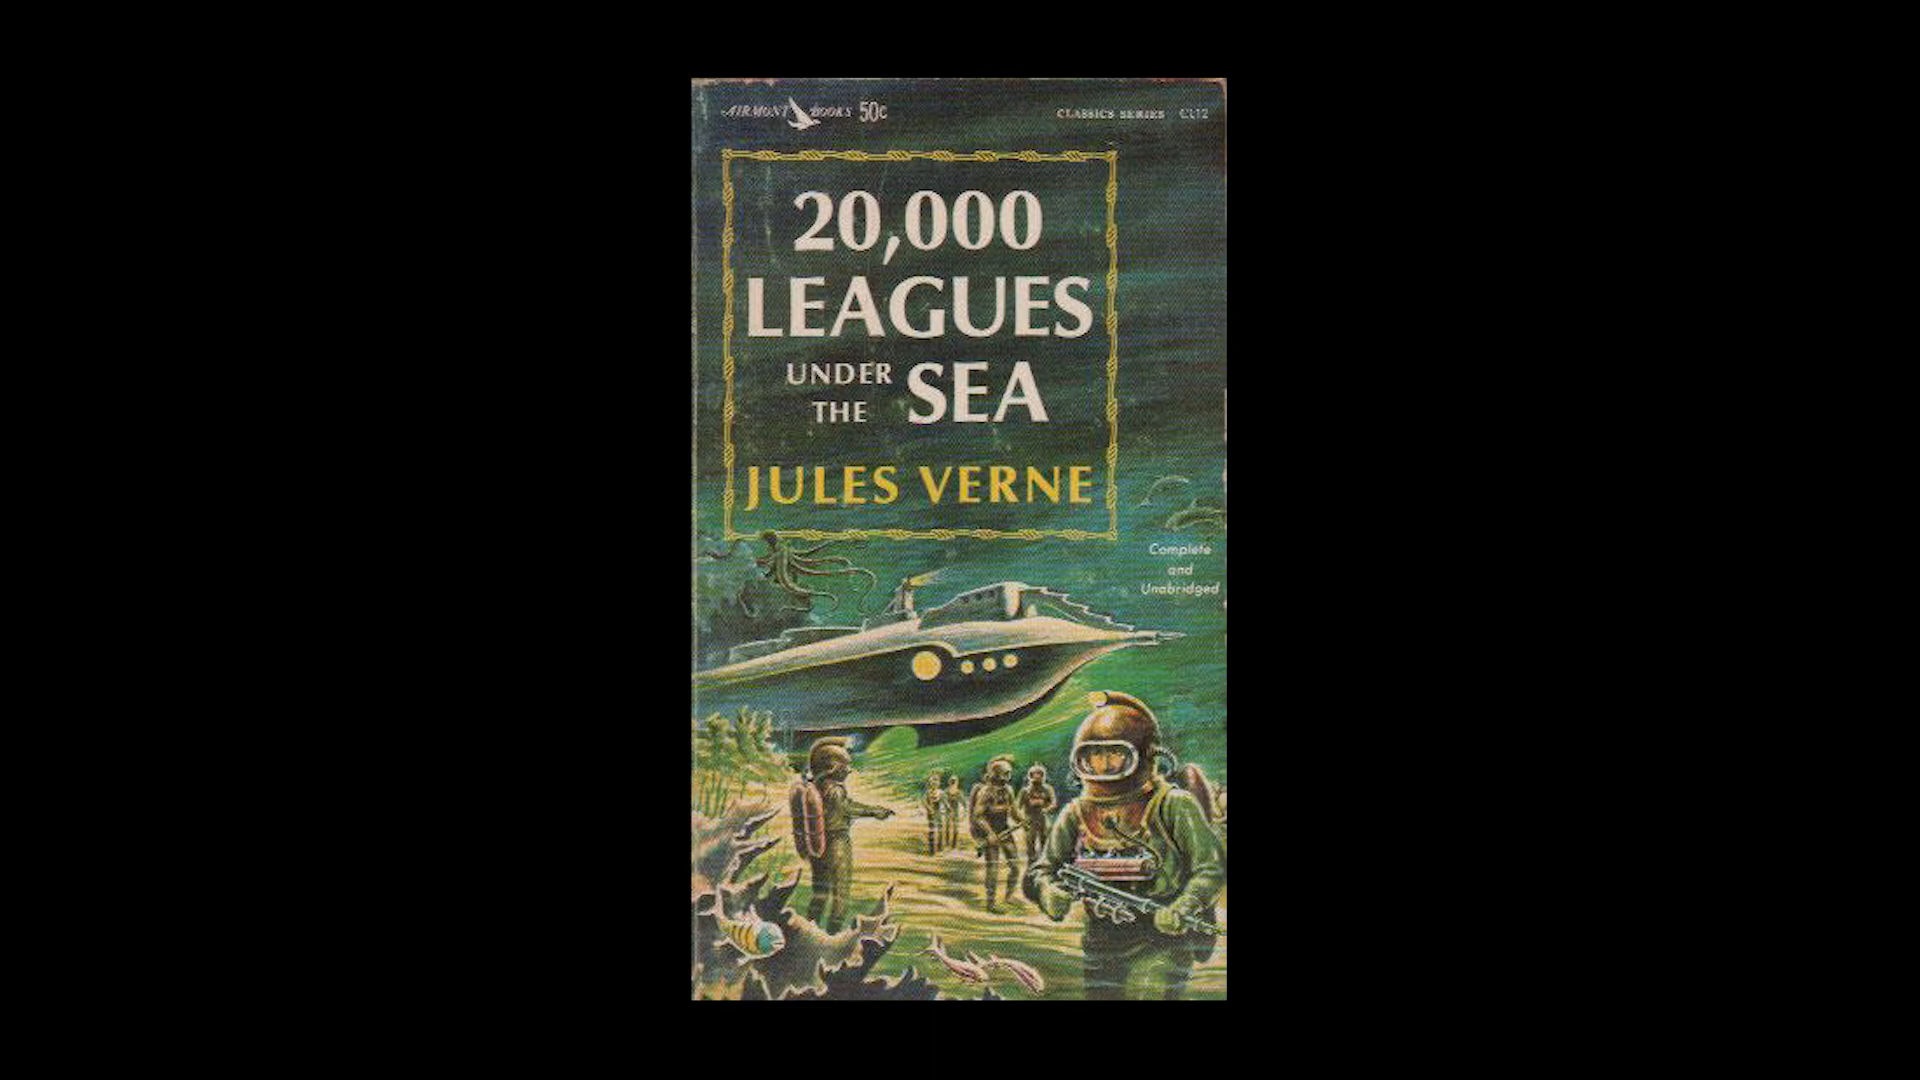 AIRMONT BOOKS 50c
CLASSICS SERIES CL12
20,000
LEAGUES
UNDER
THE
SEA
JULES VERNE
Complete
and
Unabridged